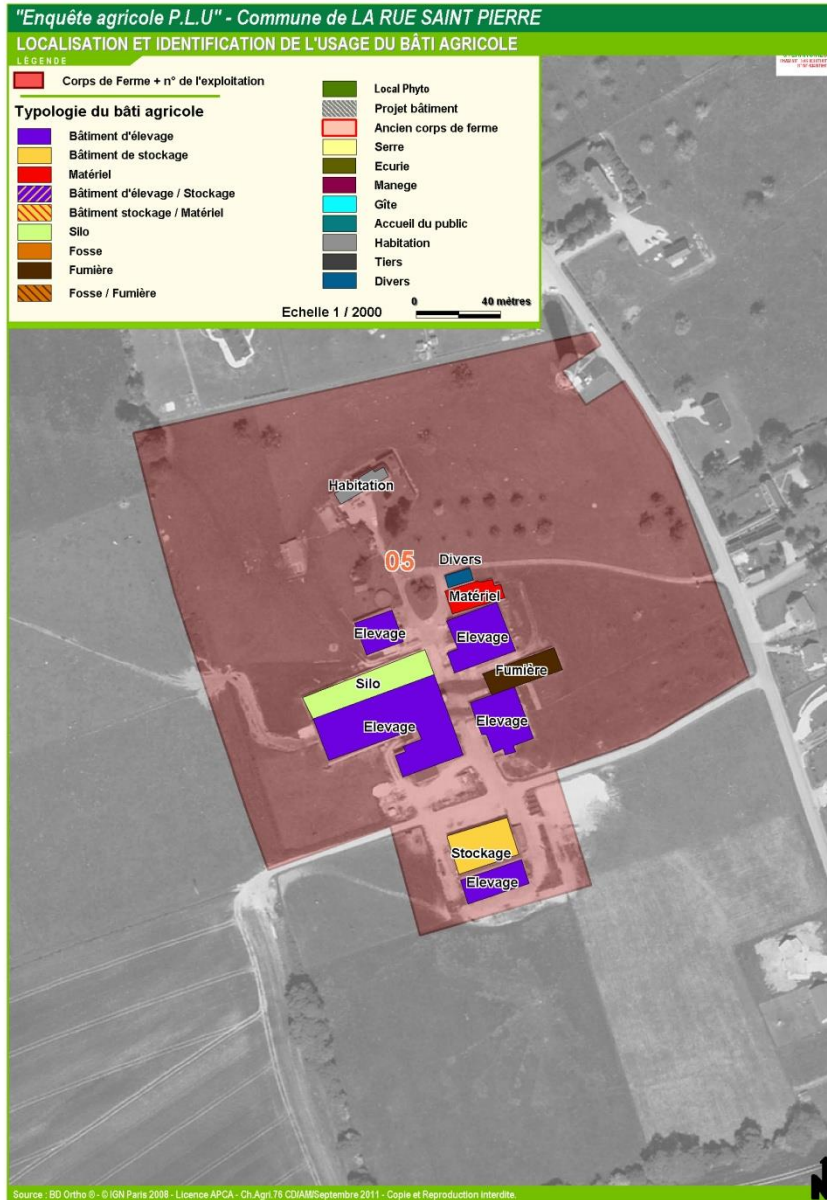 "Enquête agricole P.L.U" - Commune de LA RUE SAINT PIERRE
LOCALISATION ET IDENTIFICATION DE L'USAGE DU BÂTI AGRICOLE
LÉGENDE
Corps de Ferme + n° de l'exploitation
Typologie du bâti agricole
Bâtiment d'élevage
Bâtiment de stockage
Matériel
Bâtiment d'élevage / Stockage
Bâtiment stockage / Matériel
Silo
Fosse
Fumière
Fosse / Fumière
Local Phyto
Projet bâtiment
Ancien corps de ferme
Serre
Ecurie
Manege
Gîte
Accueil du public
Habitation
Tiers
Divers
Echelle 1 / 2000
0 40 mètres
Habitation
05
Divers
Matériel
Elevage
Elevage
Fumière
Silo
Elevage
Elevage
Stockage
Elevage
Source : BD Ortho ® - © IGN Paris 2008 - Licence APCA - Ch.Agri.76 CDIAM/Septembre 2011 - Copie et Reproduction interdite.
N